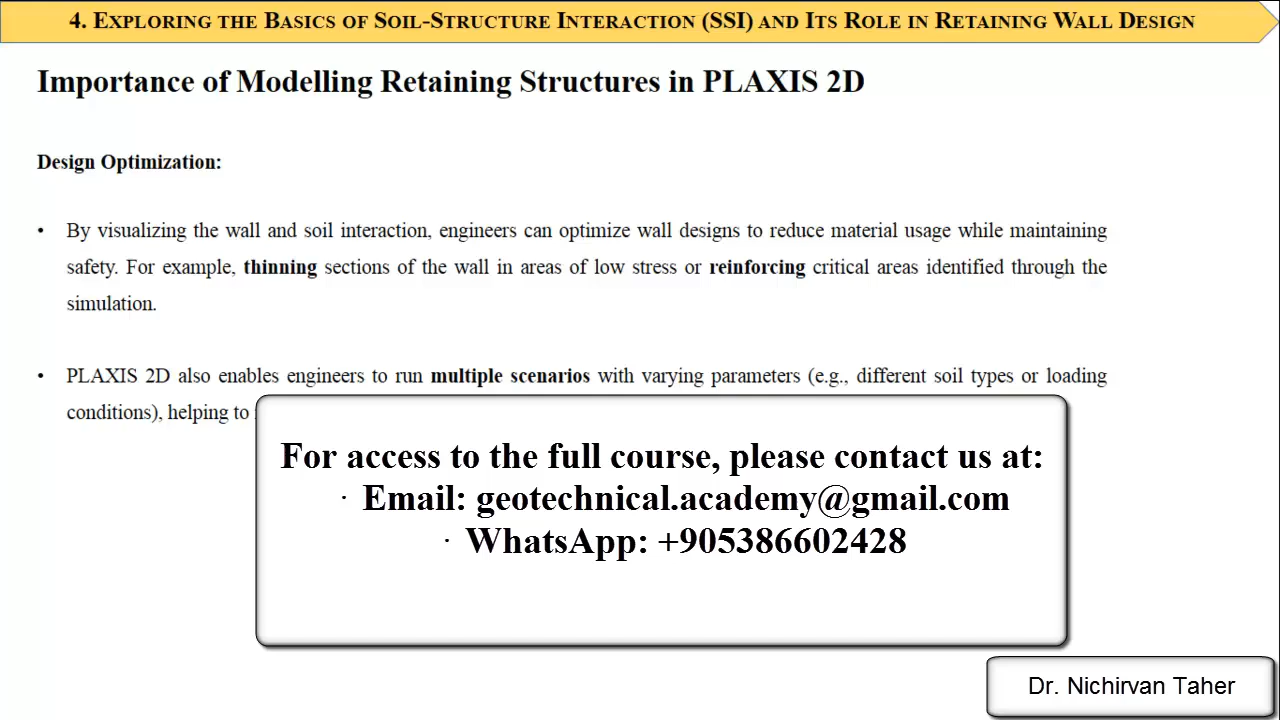 4. Exploring the Basics of Soil-Structure Interaction (SSI) and Its Role in Retaining Wall Design
Importance of Modelling Retaining Structures in PLAXIS 2D
Design Optimization:
• By visualizing the wall and soil interaction, engineers can optimize wall designs to reduce material usage while maintaining
safety. For example, thinning sections of the wall in areas of low stress or reinforcing critical areas identified through the
simulation.
• PLAXIS 2D also enables engineers to run multiple scenarios with varying parameters (e.g., different soil types or loading
conditions), helping to
For access to the full course, please contact us at:
· Email: geotechnical.academy@gmail.com
· WhatsApp: +905386602428
Dr. Nichirvan Taher